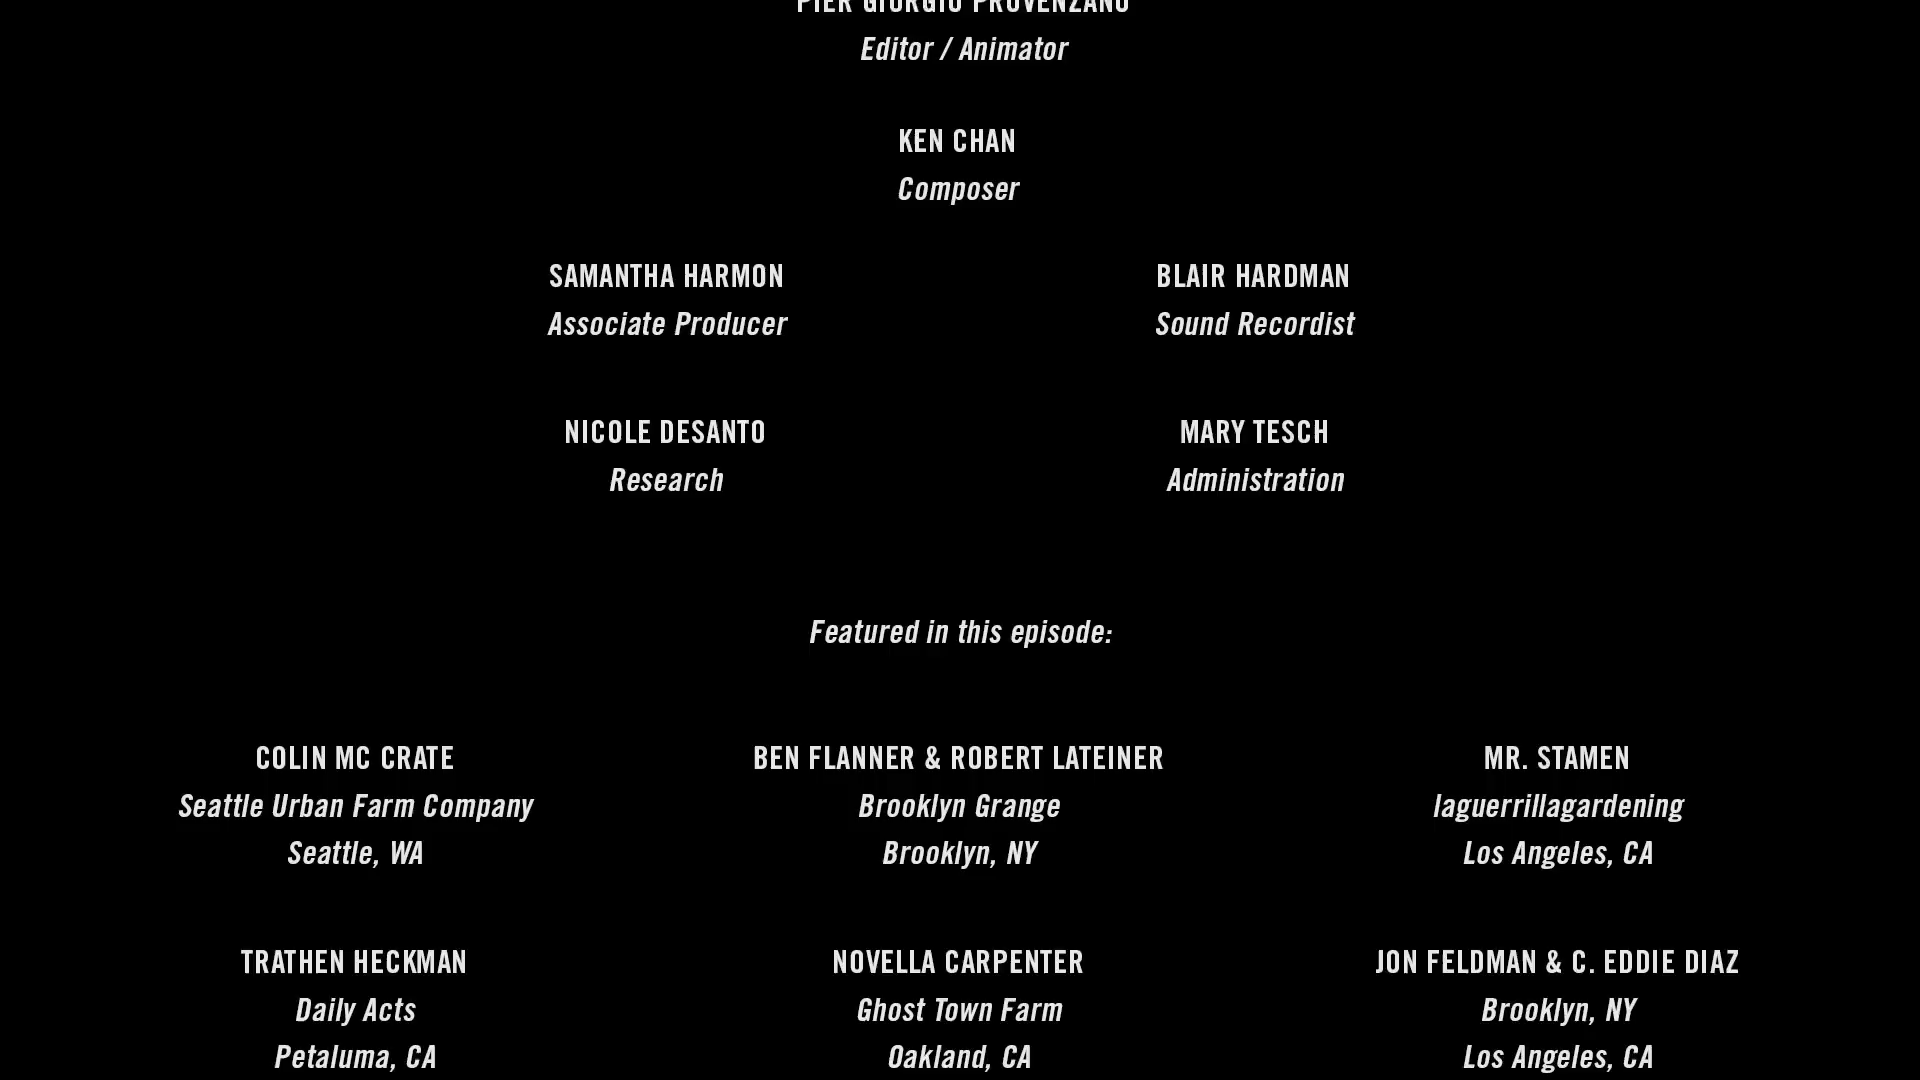 PIER GIORGIO PROVENZANO
Editor / Animator
KEN CHAN
Composer
SAMANTHA HARMON
Associate Producer
BLAIR HARDMAN
Sound Recordist
NICOLE DESANTO
Research
MARY TESCH
Administration
Featured in this episode:
COLIN MC CRATE
Seattle Urban Farm Company
Seattle, WA
BEN FLANNER & ROBERT LATEINER
Brooklyn Grange
Brooklyn, NY
MR. STAMEN
laguerrillagardening
Los Angeles, CA
TRATHEN HECKMAN
Daily Acts
Petaluma, CA
NOVELLA CARPENTER
Ghost Town Farm
Oakland, CA
JON FELDMAN & C. EDDIE DIAZ
Brooklyn, NY
Los Angeles, CA